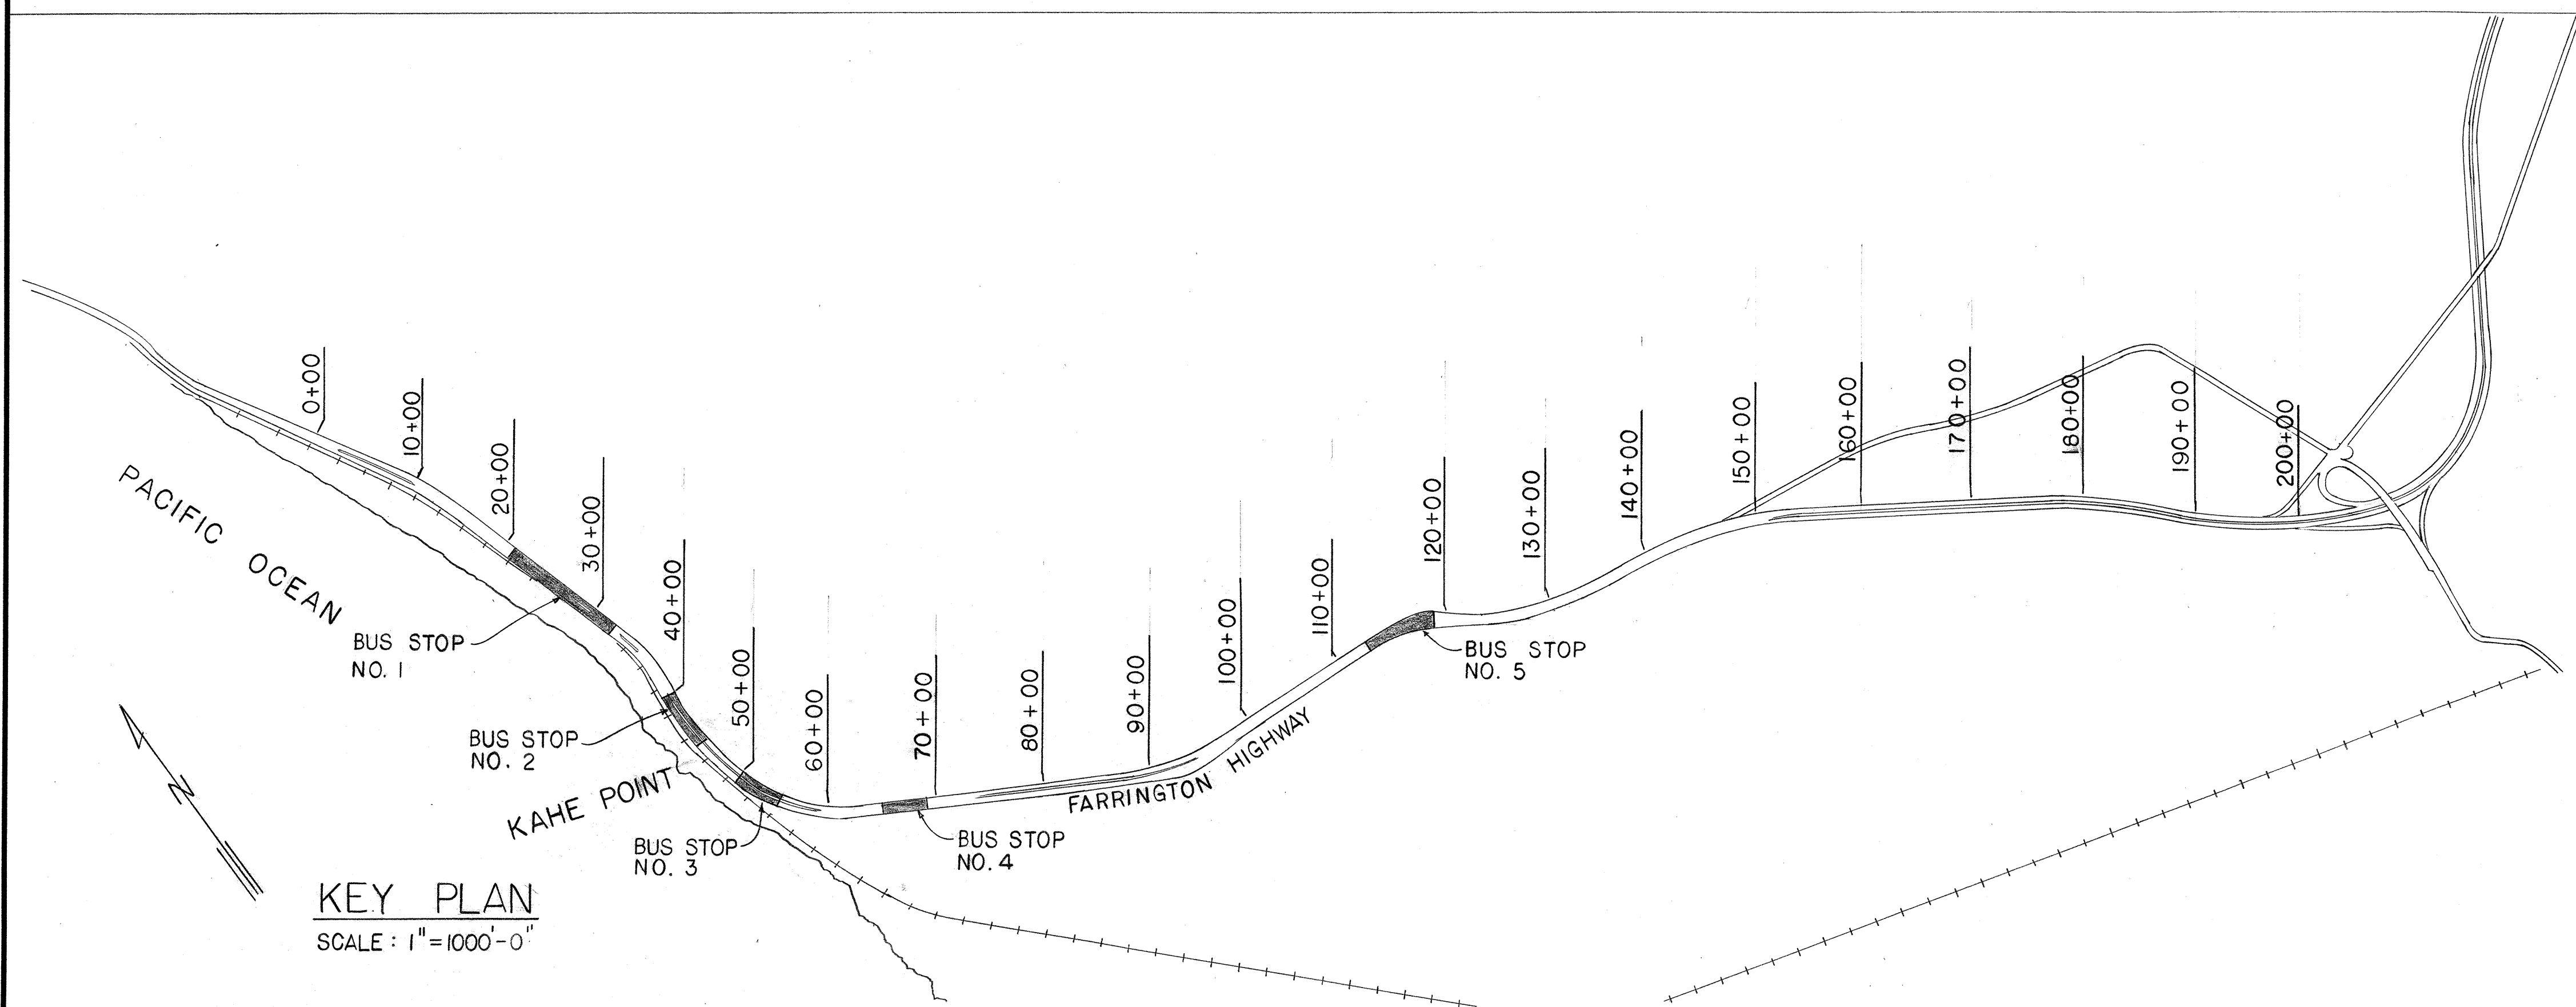 0+00
10+00
20+00
30+00
40+00
50+00
60+00
70+00
80+00
90+00
100+00
110+00
120+00
130+00
140+00
150+00
160+00
170+00
180+00
190+00
200+00
PACIFIC OCEAN
BUS STOP
NO. 1
BUS STOP
NO. 2
KAHE POINT
BUS STOP
NO. 3
BUS STOP
NO. 4
FARRINGTON HIGHWAY
BUS STOP
NO. 5
N
KEY PLAN
SCALE: 1"=1000'-0"